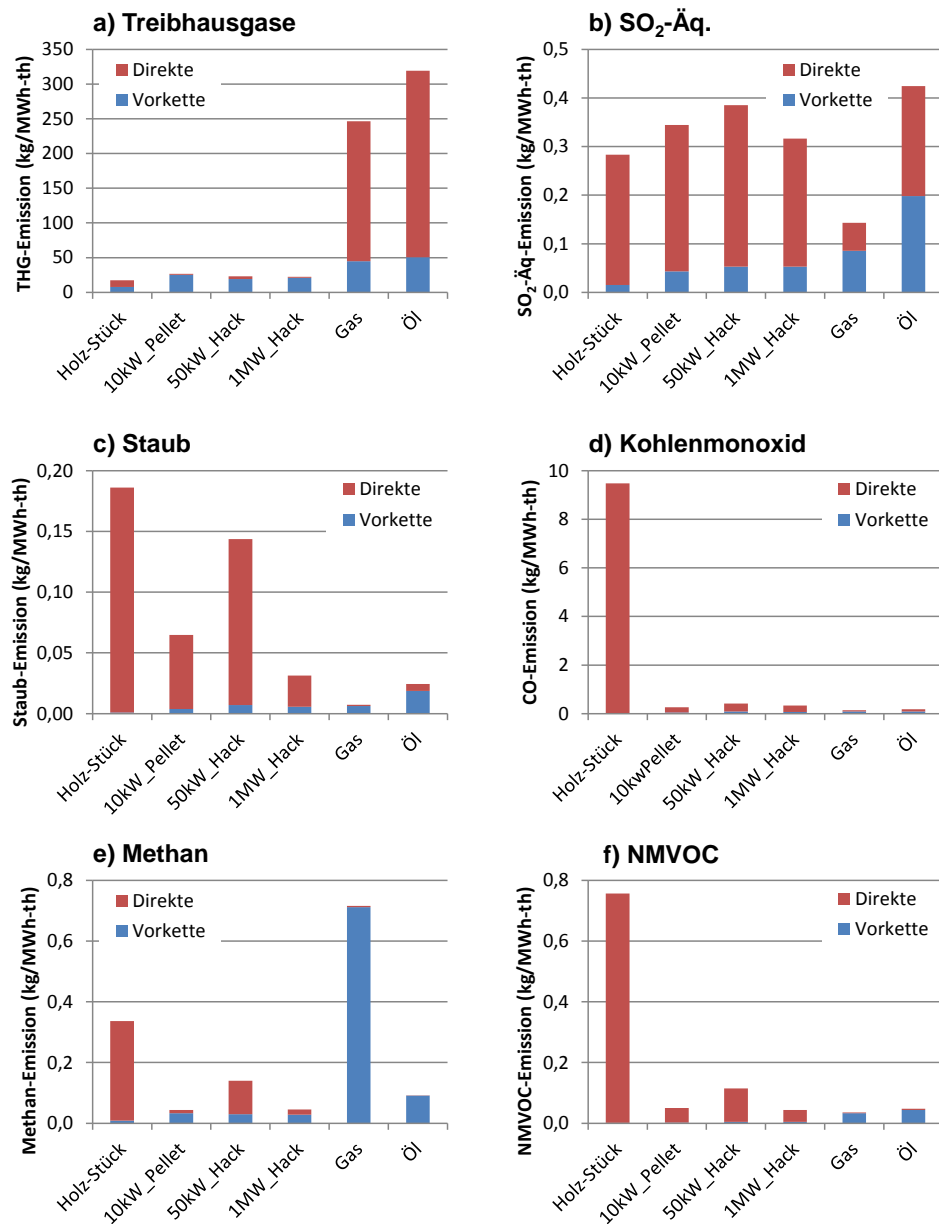 a) Treibhausgase
THG-Emission (kg/MWh-th)
350
300
250
200
150
100
50
0
Direkte
Vorkette
Holz-Stück
10kW_Pellet
50kW_Hack
1MW_Hack
Gas
Öl
b) SO₂-Äq.
SO₂-Äq-Emission (kg/MWh-th)
0,5
0,4
0,3
0,2
0,1
0,0
Direkte
Vorkette
Holz-Stück
10kW_Pellet
50kW_Hack
1MW_Hack
Gas
Öl
c) Staub
Staub-Emission (kg/MWh-th)
0,20
0,15
0,10
0,05
0,00
Direkte
Vorkette
Holz-Stück
10kW_Pellet
50kW_Hack
1MW_Hack
Gas
Öl
d) Kohlenmonoxid
CO-Emission (kg/MWh-th)
10
8
6
4
2
0
Direkte
Vorkette
Holz-Stück
10kwPellet
50kW_Hack
1MW_Hack
Gas
Öl
e) Methan
Methan-Emission (kg/MWh-th)
0,8
0,6
0,4
0,2
0,0
Direkte
Vorkette
Holz-Stück
10kW_Pellet
50kW_Hack
1MW_Hack
Gas
Öl
f) NMVOC
NMVOC-Emission (kg/MWh-th)
0,8
0,6
0,4
0,2
0,0
Direkte
Vorkette
Holz-Stück
10kW_Pellet
50kW_Hack
1MW_Hack
Gas
Öl